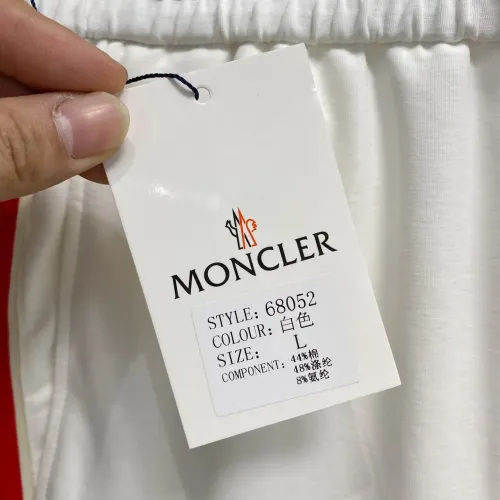 MONCLER
STYLE: 68052
COLOUR: 白色
SIZE: L
COMPONENT: 44%棉
48%涤纶
8%氨纶